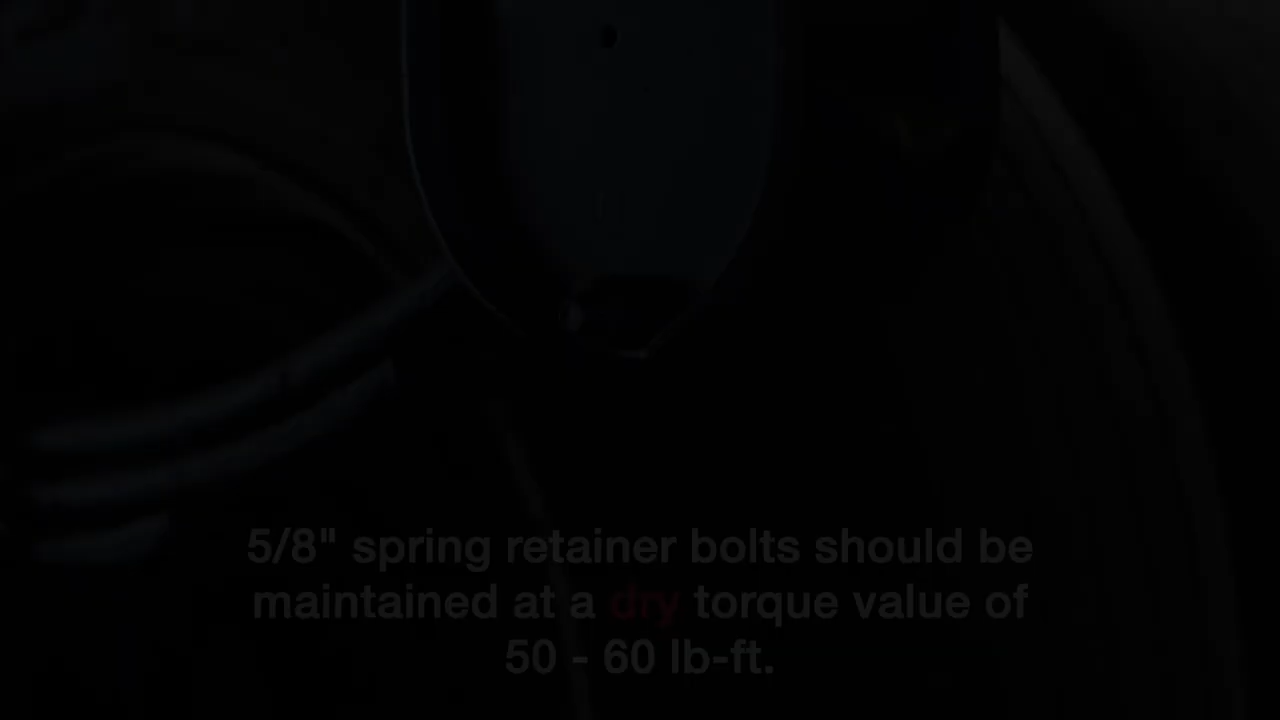 5/8" spring retainer bolts should be
maintained at a dry torque value of
50 - 60 lb-ft.